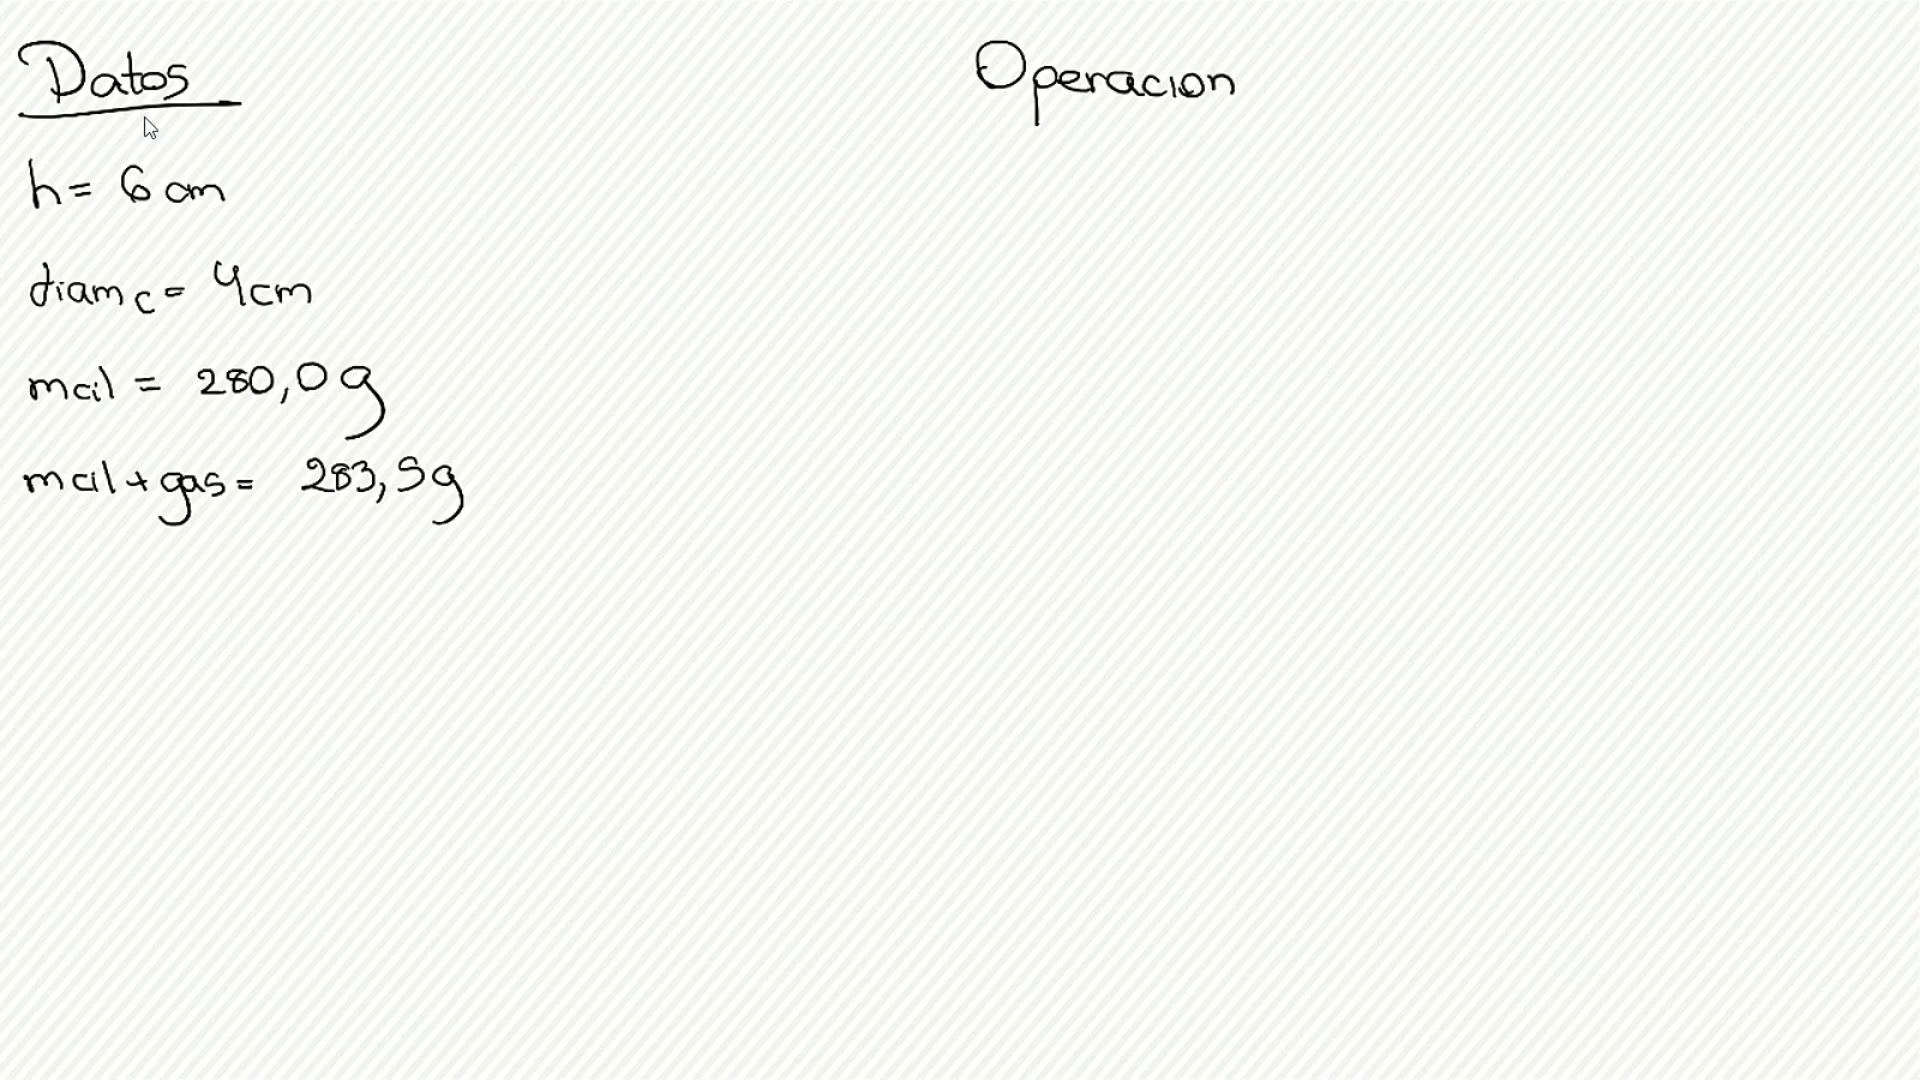 Datos
Operacion
h= 6 cm
diam c = 4cm
mcil = 280,0 g
mcil + gas = 283,5g